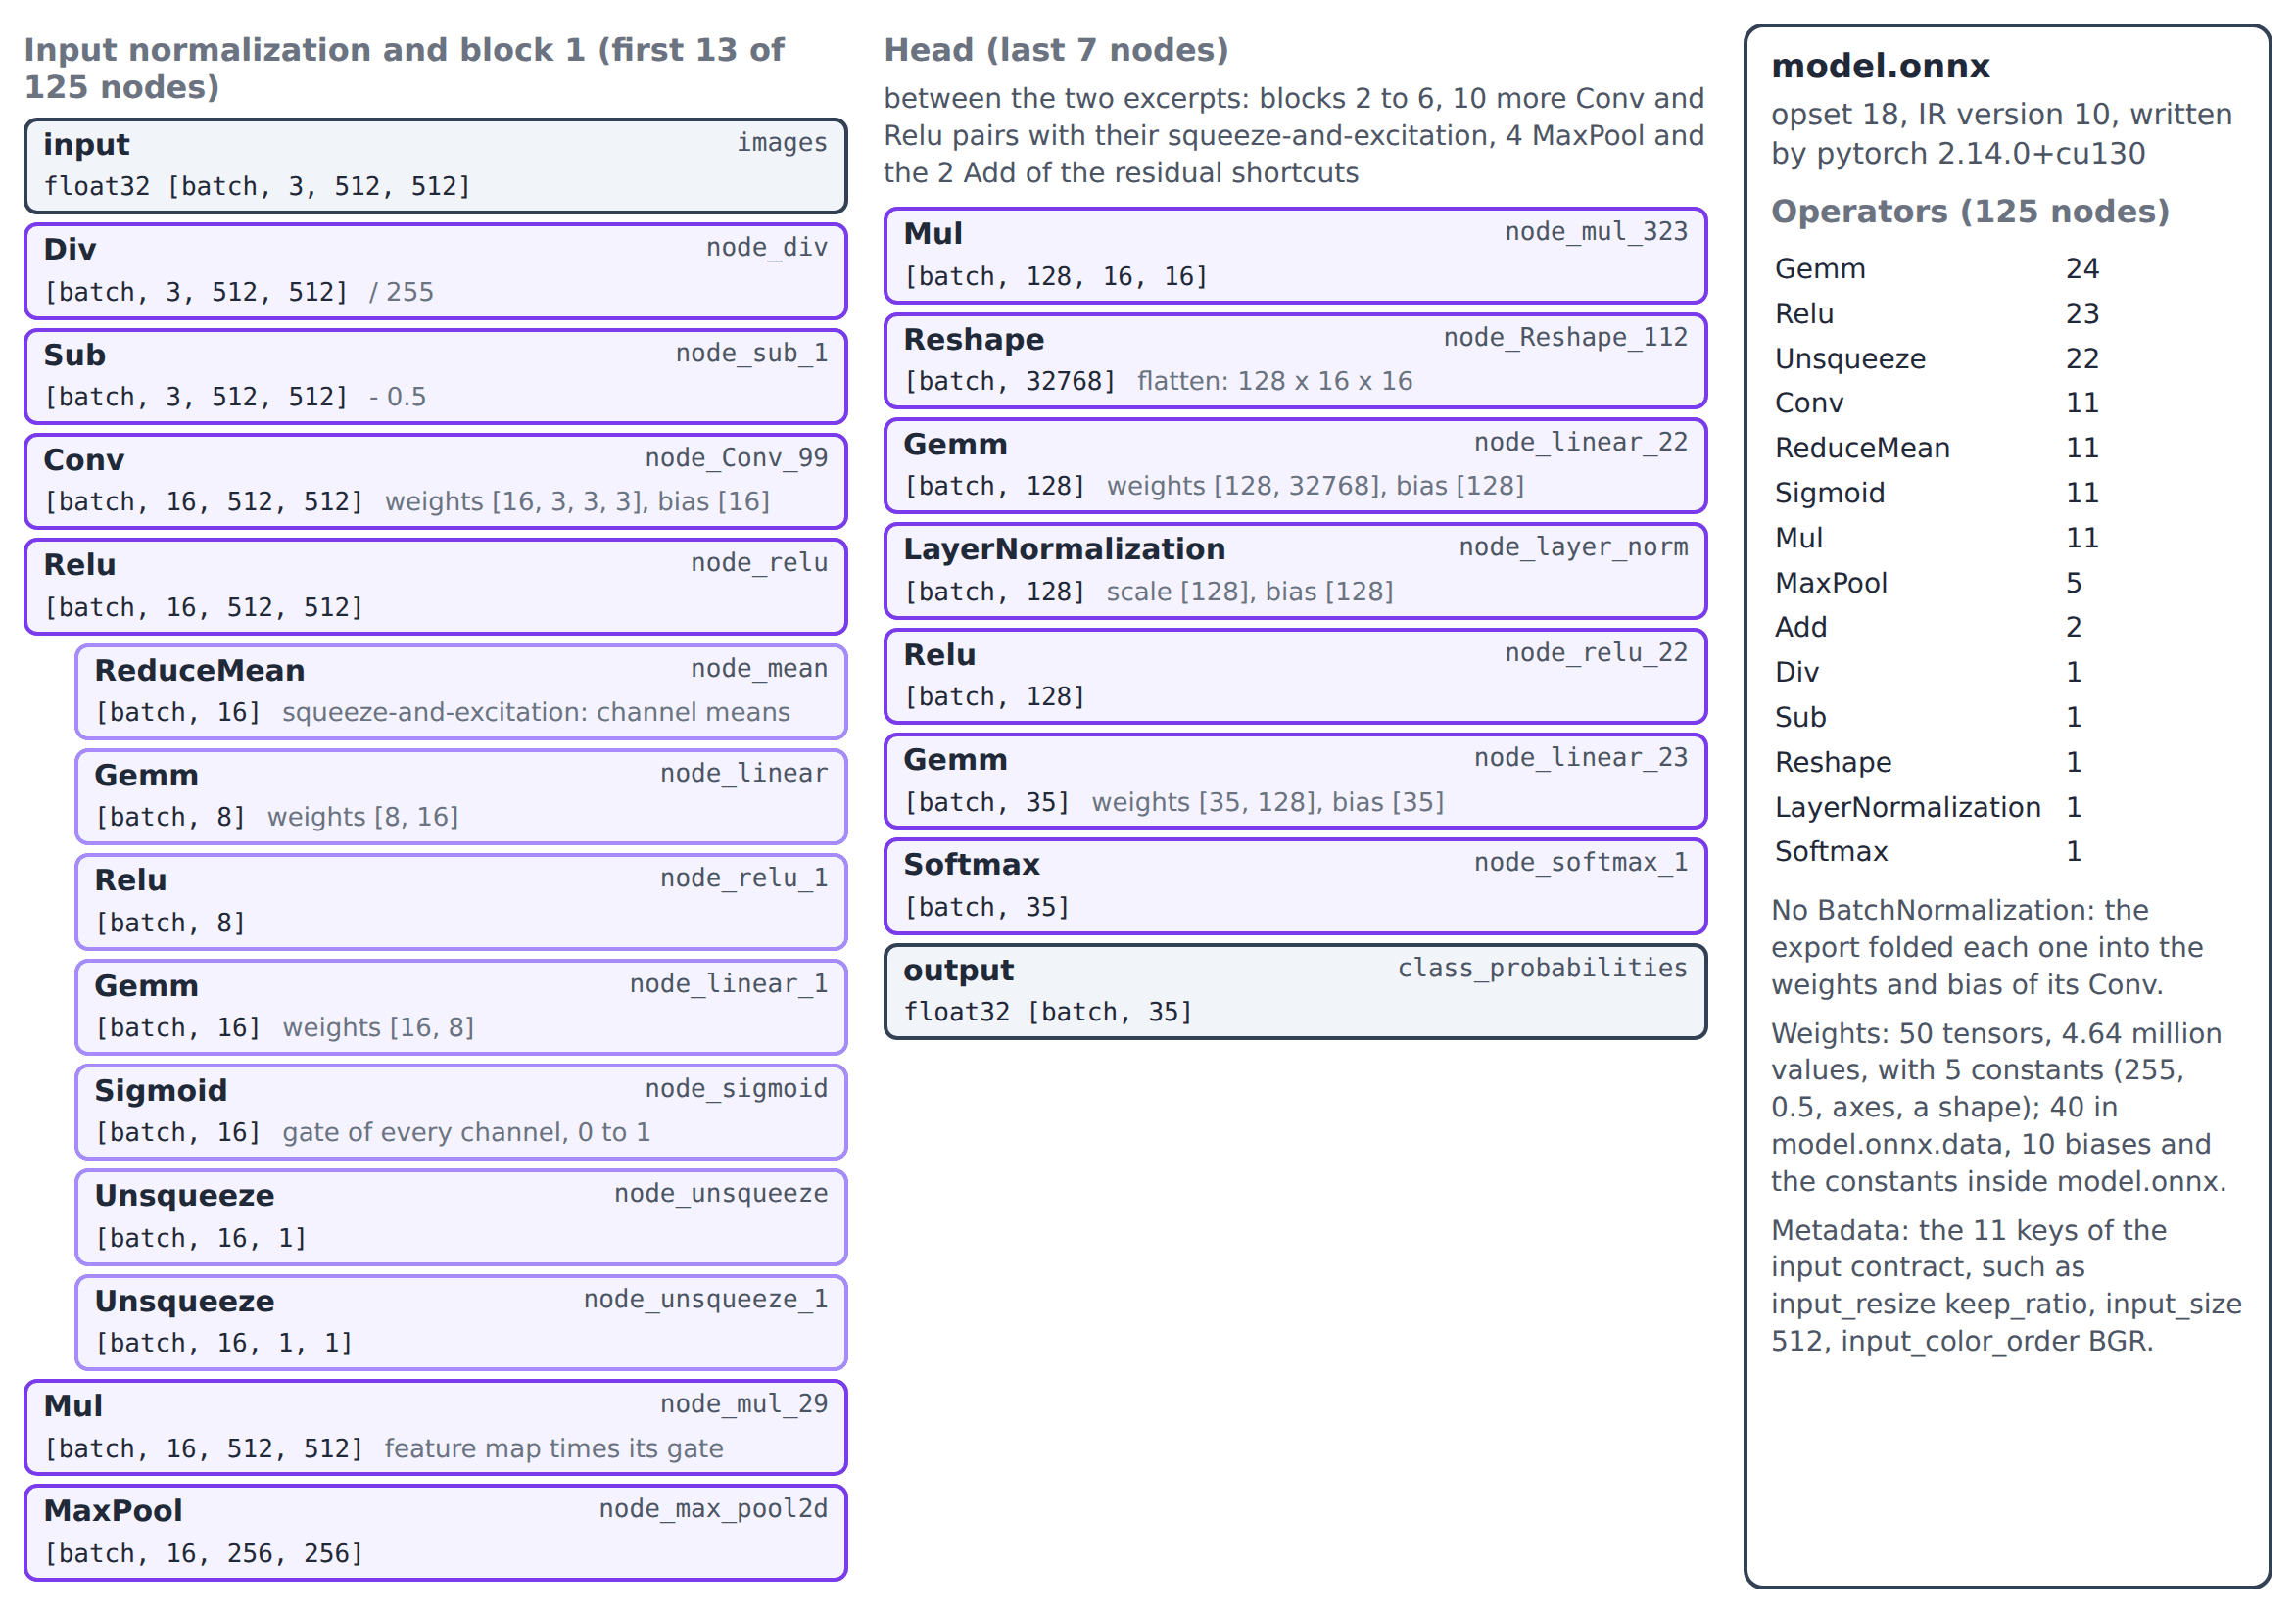 Input normalization and block 1 (first 13 of
125 nodes)
input images
float32 [batch, 3, 512, 512]
Div node_div
[batch, 3, 512, 512] / 255
Sub node_sub_1
[batch, 3, 512, 512] - 0.5
Conv node_Conv_99
[batch, 16, 512, 512] weights [16, 3, 3, 3], bias [16]
Relu node_relu
[batch, 16, 512, 512]
ReduceMean node_mean
[batch, 16] squeeze-and-excitation: channel means
Gemm node_linear
[batch, 8] weights [8, 16]
Relu node_relu_1
[batch, 8]
Gemm node_linear_1
[batch, 16] weights [16, 8]
Sigmoid node_sigmoid
[batch, 16] gate of every channel, 0 to 1
Unsqueeze node_unsqueeze
[batch, 16, 1]
Unsqueeze node_unsqueeze_1
[batch, 16, 1, 1]
Mul node_mul_29
[batch, 16, 512, 512] feature map times its gate
MaxPool node_max_pool2d
[batch, 16, 256, 256]
Head (last 7 nodes)
between the two excerpts: blocks 2 to 6, 10 more Conv and
Relu pairs with their squeeze-and-excitation, 4 MaxPool and
the 2 Add of the residual shortcuts
Mul node_mul_323
[batch, 128, 16, 16]
Reshape node_Reshape_112
[batch, 32768] flatten: 128 x 16 x 16
Gemm node_linear_22
[batch, 128] weights [128, 32768], bias [128]
LayerNormalization node_layer_norm
[batch, 128] scale [128], bias [128]
Relu node_relu_22
[batch, 128]
Gemm node_linear_23
[batch, 35] weights [35, 128], bias [35]
Softmax node_softmax_1
[batch, 35]
output class_probabilities
float32 [batch, 35]
model.onnx
opset 18, IR version 10, written
by pytorch 2.14.0+cu130
Operators (125 nodes)
Gemm 24
Relu 23
Unsqueeze 22
Conv 11
ReduceMean 11
Sigmoid 11
Mul 11
MaxPool 5
Add 2
Div 1
Sub 1
Reshape 1
LayerNormalization 1
Softmax 1
No BatchNormalization: the
export folded each one into the
weights and bias of its Conv.
Weights: 50 tensors, 4.64 million
values, with 5 constants (255,
0.5, axes, a shape); 40 in
model.onnx.data, 10 biases and
the constants inside model.onnx.
Metadata: the 11 keys of the
input contract, such as
input_resize keep_ratio, input_size
512, input_color_order BGR.